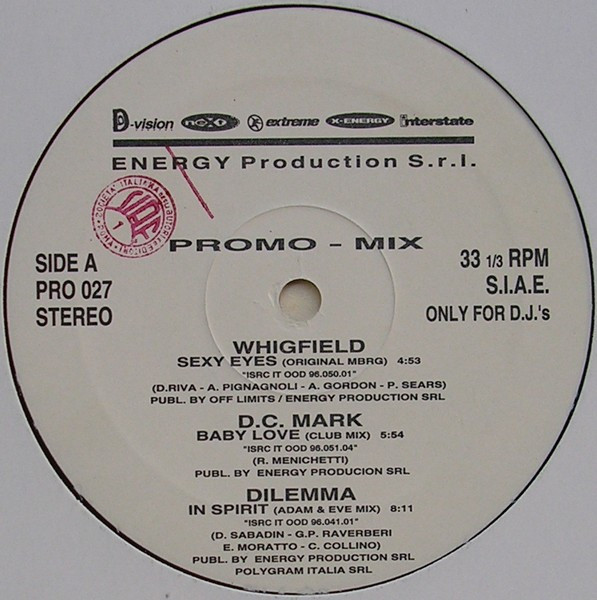 D-vision next extreme X-ENERGY interstate
ENERGY Production S.r.l.
PROMO - MIX
SIDE A
PRO 027
STEREO
33 1/3 RPM
S.I.A.E.
ONLY FOR D.J.'s
WHIGFIELD
SEXY EYES (ORIGINAL MBRG) 4:53
"ISRC IT OOD 96.050.01"
(D.RIVA - A. PIGNAGNOLI - A. GORDON - P. SEARS)
PUBL. BY OFF LIMITS / ENERGY PRODUCTION SRL
D.C. MARK
BABY LOVE (CLUB MIX) 5:54
"ISRC IT OOD 96.051.04"
(R. MENICHETTI)
PUBL. BY ENERGY PRODUCION SRL
DILEMMA
IN SPIRIT (ADAM & EVE MIX) 8:11
"ISRC IT OOD 96.041.01"
(D. SABADIN - G.P. RAVERBERI
E. MORATTO - C. COLLINO)
PUBL. BY ENERGY PRODUCTION SRL
POLYGRAM ITALIA SRL